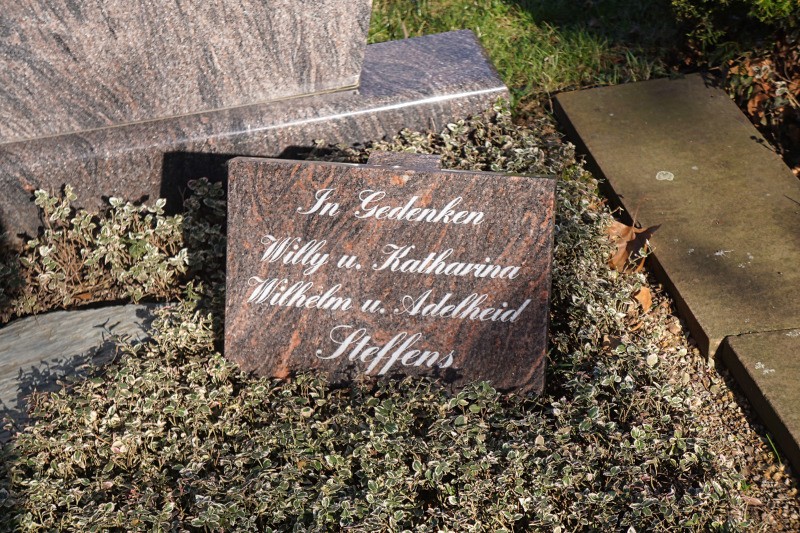 In Gedenken
Willy u. Katharina
Wilhelm u. Adelheid
Steffens